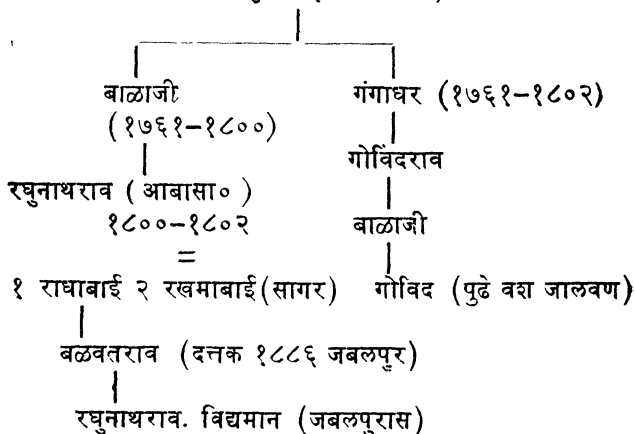 बाळाजी गंगाधर (१७६१-१८०२)
(१७६१-१८००)
गोविंदराव
रघुनाथराव ( आबासा० )
१८००-१८०२ बाळाजी
=
१ राधाबाई २ रखमाबाई (सागर) गोविद (पुढे वश जालवण)
बळवतराव (दत्तक १८८६ जबलपुर)
रघुनाथराव. विद्यमान (जबलपुरास)